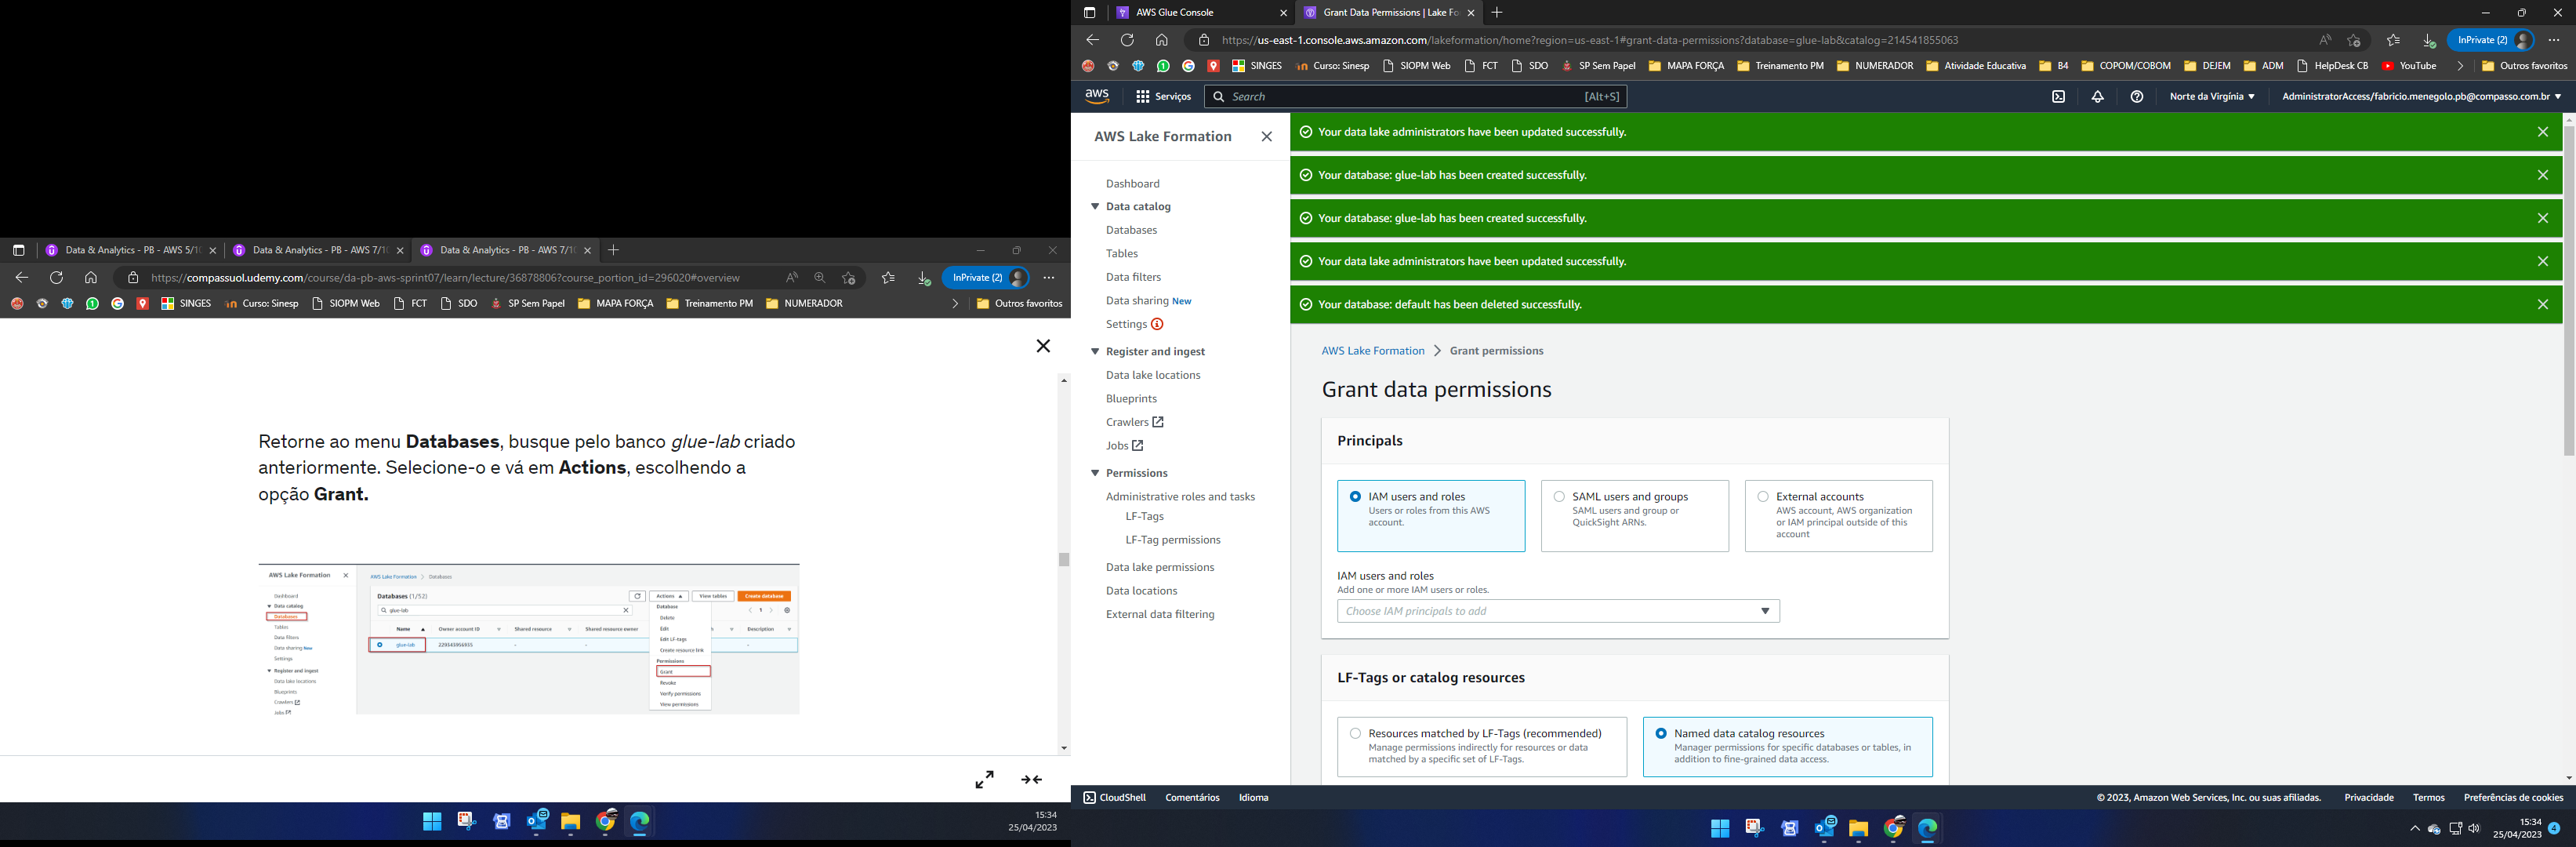 Data & Analytics - PB - AWS 5/1
Data & Analytics - PB - AWS 7/1
Data & Analytics - PB - AWS 7/1
https://compassuol.udemy.com/course/da-pb-aws-sprint07/learn/lecture/36878806?course_portion_id=296020#overview
InPrivate (2)
SINGES
Curso: Sinesp
SIOPM Web
FCT
SDO
SP Sem Papel
MAPA FORÇA
Treinamento PM
NUMERADOR
Outros favoritos
Retorne ao menu Databases, busque pelo banco glue-lab criado
anteriormente. Selecione-o e vá em Actions, escolhendo a
opção Grant.
AWS Lake Formation
Dashboard
Data catalog
Databases
Tables
Data filters
Data sharing New
Settings
Register and ingest
Data lake locations
Blueprints
Crawlers
Jobs
AWS Lake Formation > Databases
Databases (1/52)
Actions
View tables
Create database
glue-lab
1
Name
Owner account ID
Shared resource
Shared resource owner
Description
glue-lab
229343956935
-
-
-
Database
Delete
Edit
Edit LF-tags
Create resource link
Permissions
Grant
Revoke
Verify permissions
View permissions
15:34
25/04/2023
AWS Glue Console
Grant Data Permissions | Lake Fo
https://us-east-1.console.aws.amazon.com/lakeformation/home?region=us-east-1#grant-data-permissions?database=glue-lab&catalog=214541855063
InPrivate (2)
SINGES
Curso: Sinesp
SIOPM Web
FCT
SDO
SP Sem Papel
MAPA FORÇA
Treinamento PM
NUMERADOR
Atividade Educativa
B4
COPOM/COBOM
DEJEM
ADM
HelpDesk CB
YouTube
Outros favoritos
aws
Serviços
Search
[Alt+S]
Norte da Virgínia
AdministratorAccess/fabricio.menegolo.pb@compasso.com.br
AWS Lake Formation
Dashboard
Data catalog
Databases
Tables
Data filters
Data sharing New
Settings
Register and ingest
Data lake locations
Blueprints
Crawlers
Jobs
Permissions
Administrative roles and tasks
LF-Tags
LF-Tag permissions
Data lake permissions
Data locations
External data filtering
Your data lake administrators have been updated successfully.
Your database: glue-lab has been created successfully.
Your database: glue-lab has been created successfully.
Your data lake administrators have been updated successfully.
Your database: default has been deleted successfully.
AWS Lake Formation > Grant permissions
Grant data permissions
Principals
IAM users and roles
Users or roles from this AWS
account.
SAML users and groups
SAML users and group or
QuickSight ARNs.
External accounts
AWS account, AWS organization
or IAM principal outside of this
account
IAM users and roles
Add one or more IAM users or roles.
Choose IAM principals to add
LF-Tags or catalog resources
Resources matched by LF-Tags (recommended)
Manage permissions indirectly for resources or data
matched by a specific set of LF-Tags.
Named data catalog resources
Manager permissions for specific databases or tables, in
addition to fine-grained data access.
CloudShell
Comentários
Idioma
© 2023, Amazon Web Services, Inc. ou suas afiliadas.
Privacidade
Termos
Preferências de cookies
15:34
25/04/2023
4